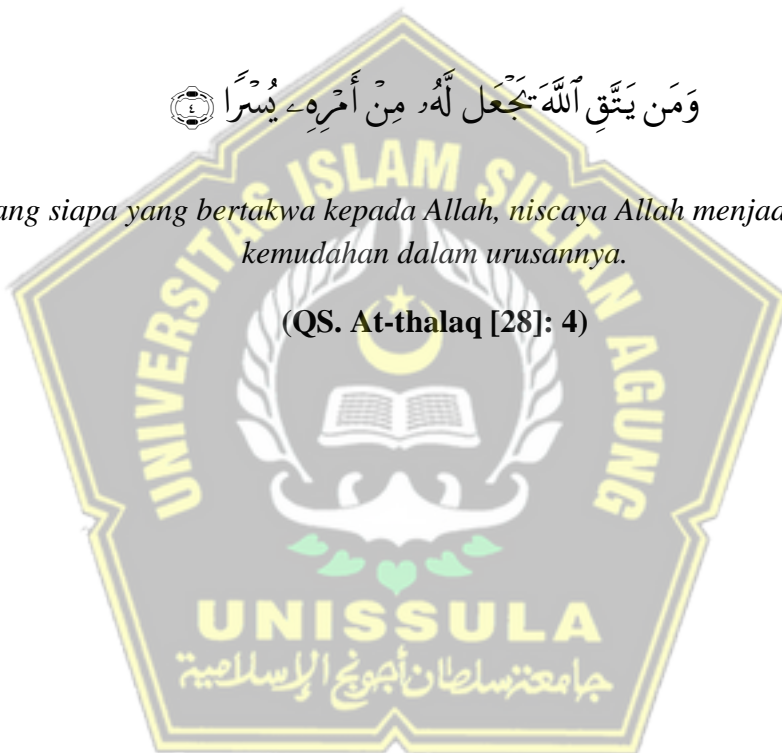 وَمَن يَتَّقِ ٱللَّهَ يَجْعَل لَّهُۥ مِنْ أَمْرِهِۦ يُسْرًا ۝٤
ang siapa yang bertakwa kepada Allah, niscaya Allah menjad
kemudahan dalam urusannya.
(QS. At-thalaq [28]: 4)
UNIVERSITAS ISLAM SULTAN AGUNG
UNISSULA
جامعة سلطان أجونج الإسلامية